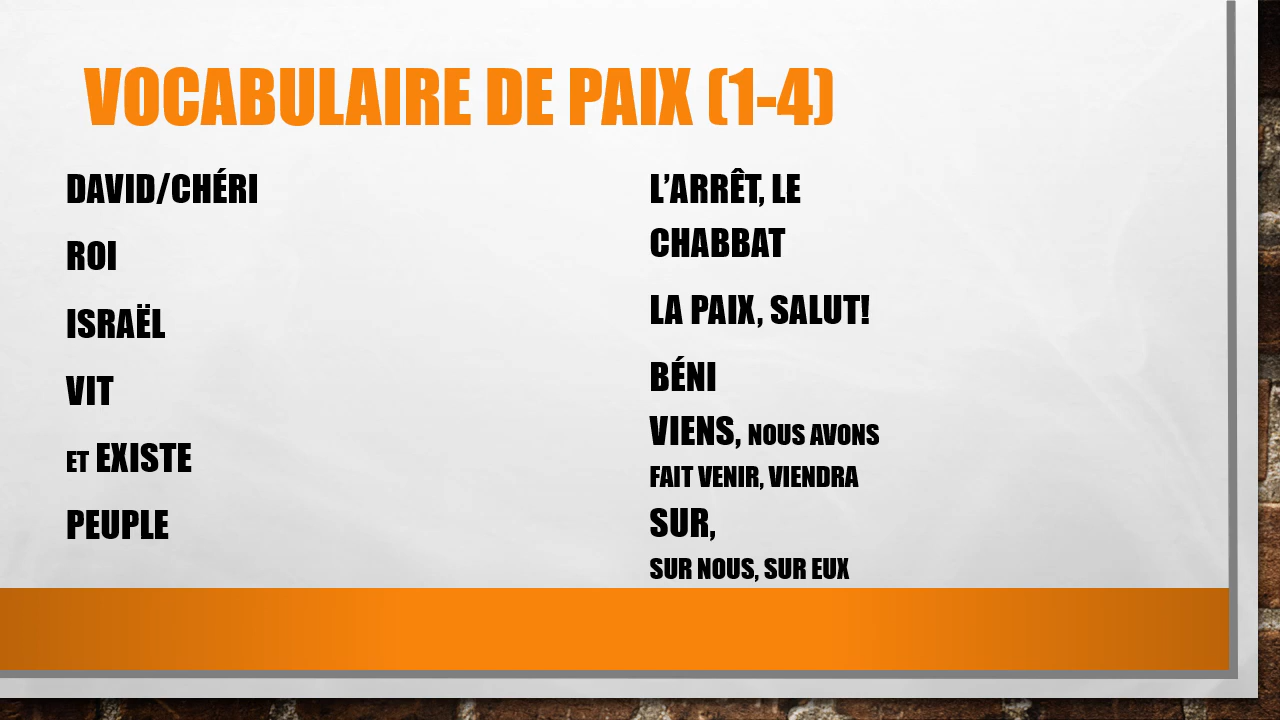 VOCABULAIRE DE PAIX (1-4)
DAVID/CHÉRI
ROI
ISRAËL
VIT
ET EXISTE
PEUPLE
L’ARRÊT, LE
CHABBAT
LA PAIX, SALUT!
BÉNI
VIENS, NOUS AVONS
FAIT VENIR, VIENDRA
SUR,
SUR NOUS, SUR EUX